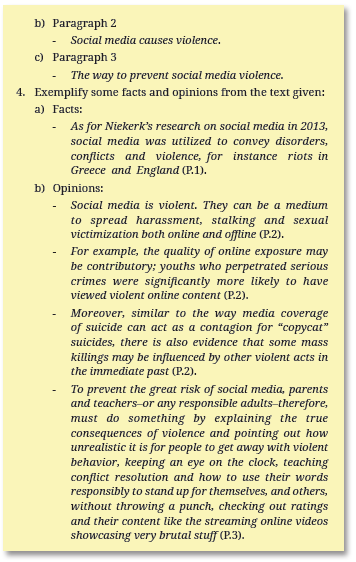 b) Paragraph 2
- Social media causes violence.
c) Paragraph 3
- The way to prevent social media violence.
4. Exemplify some facts and opinions from the text given:
a) Facts:
- As for Niekerk's research on social media in 2013,
social media was utilized to convey disorders,
conflicts and violence, for instance riots in
Greece and England (P.1).
b) Opinions:
- Social media is violent. They can be a medium
to spread harassment, stalking and sexual
victimization both online and offline (P.2).
- For example, the quality of online exposure may
be contributory; youths who perpetrated serious
crimes were significantly more likely to have
viewed violent online content (P.2).
- Moreover, similar to the way media coverage
of suicide can act as a contagion for “copycat”
suicides, there is also evidence that some mass
killings may be influenced by other violent acts in
the immediate past (P.2).
- To prevent the great risk of social media, parents
and teachers–or any responsible adults–therefore,
must do something by explaining the true
consequences of violence and pointing out how
unrealistic it is for people to get away with violent
behavior, keeping an eye on the clock, teaching
conflict resolution and how to use their words
responsibly to stand up for themselves, and others,
without throwing a punch, checking out ratings
and their content like the streaming online videos
showcasing very brutal stuff (P.3).